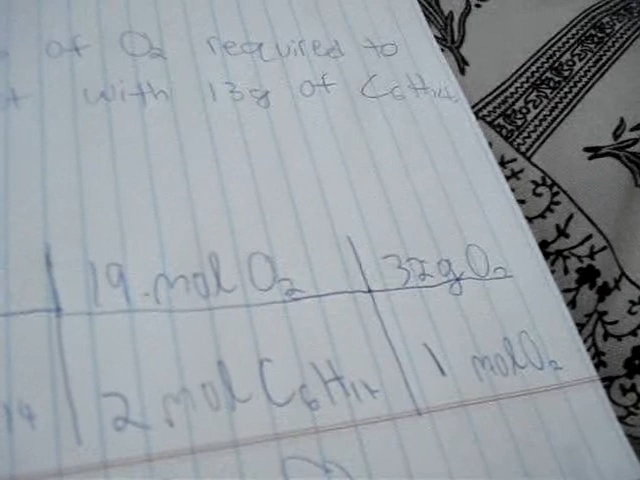 of O₂ required to
with 13g of C₆H₁₄
19 mol O₂ | 32g O₂
14 | 2 mol C₆H₁₄ | 1 mol O₂